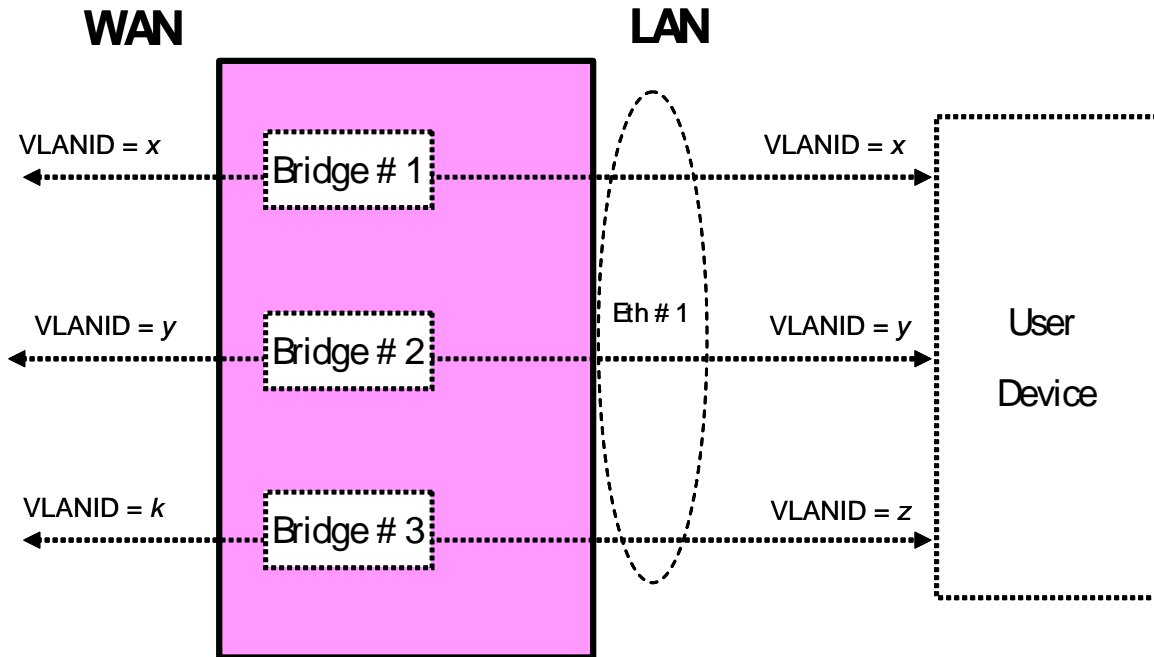 WAN
LAN
VLANID = x
Bridge # 1
VLANID = x
VLANID = y
Bridge # 2
Eth # 1
VLANID = y
User
Device
VLANID = k
Bridge # 3
VLANID = z